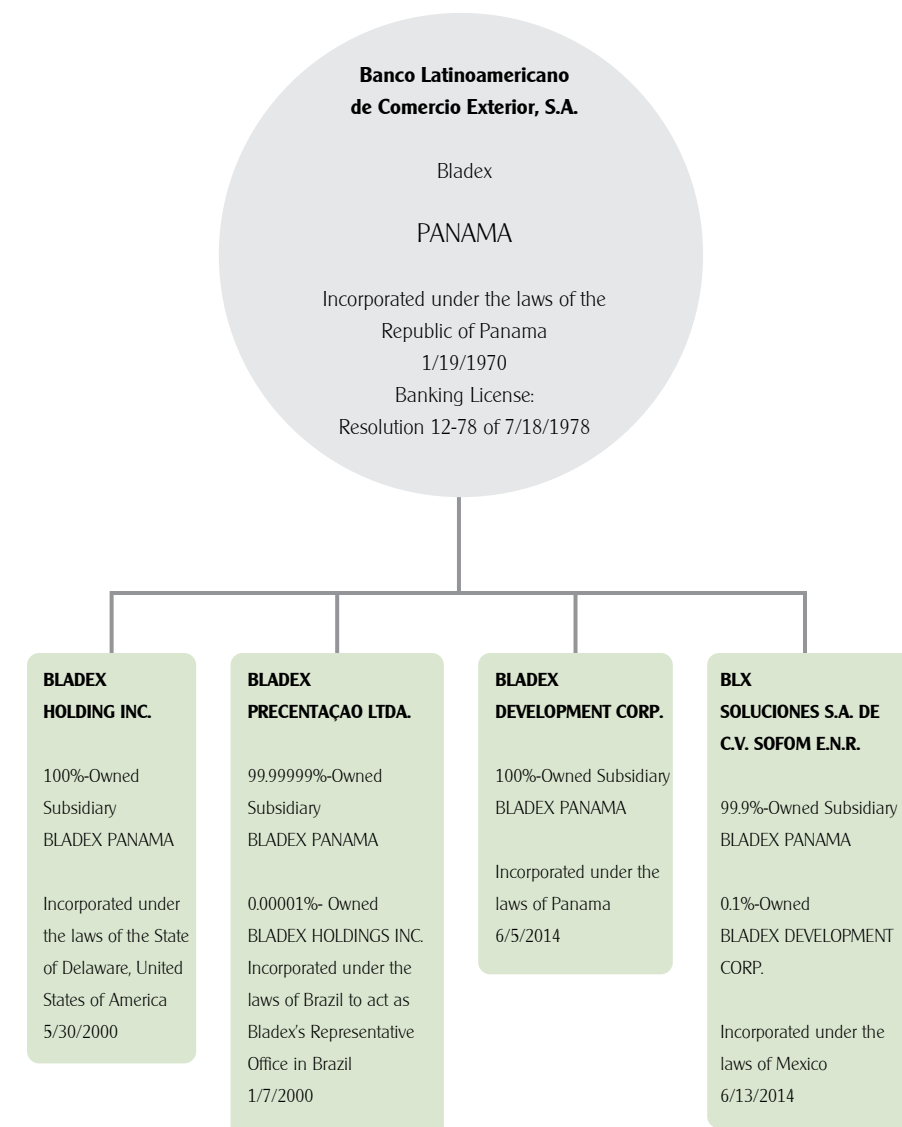 Banco Latinoamericano
de Comercio Exterior, S.A.
Bladex
PANAMA
Incorporated under the laws of the
Republic of Panama
1/19/1970
Banking License:
Resolution 12-78 of 7/18/1978
BLADEX
HOLDING INC.
100%-Owned
Subsidiary
BLADEX PANAMA
Incorporated under
the laws of the State
of Delaware, United
States of America
5/30/2000
BLADEX
PRECENTAÇAO LTDA.
99.99999%-Owned
Subsidiary
BLADEX PANAMA
0.00001%- Owned
BLADEX HOLDINGS INC.
Incorporated under the
laws of Brazil to act as
Bladex's Representative
Office in Brazil
1/7/2000
BLADEX
DEVELOPMENT CORP.
100%-Owned Subsidiary
BLADEX PANAMA
Incorporated under the
laws of Panama
6/5/2014
BLX
SOLUCIONES S.A. DE
C.V. SOFOM E.N.R.
99.9%-Owned Subsidiary
BLADEX PANAMA
0.1%-Owned
BLADEX DEVELOPMENT
CORP.
Incorporated under the
laws of Mexico
6/13/2014